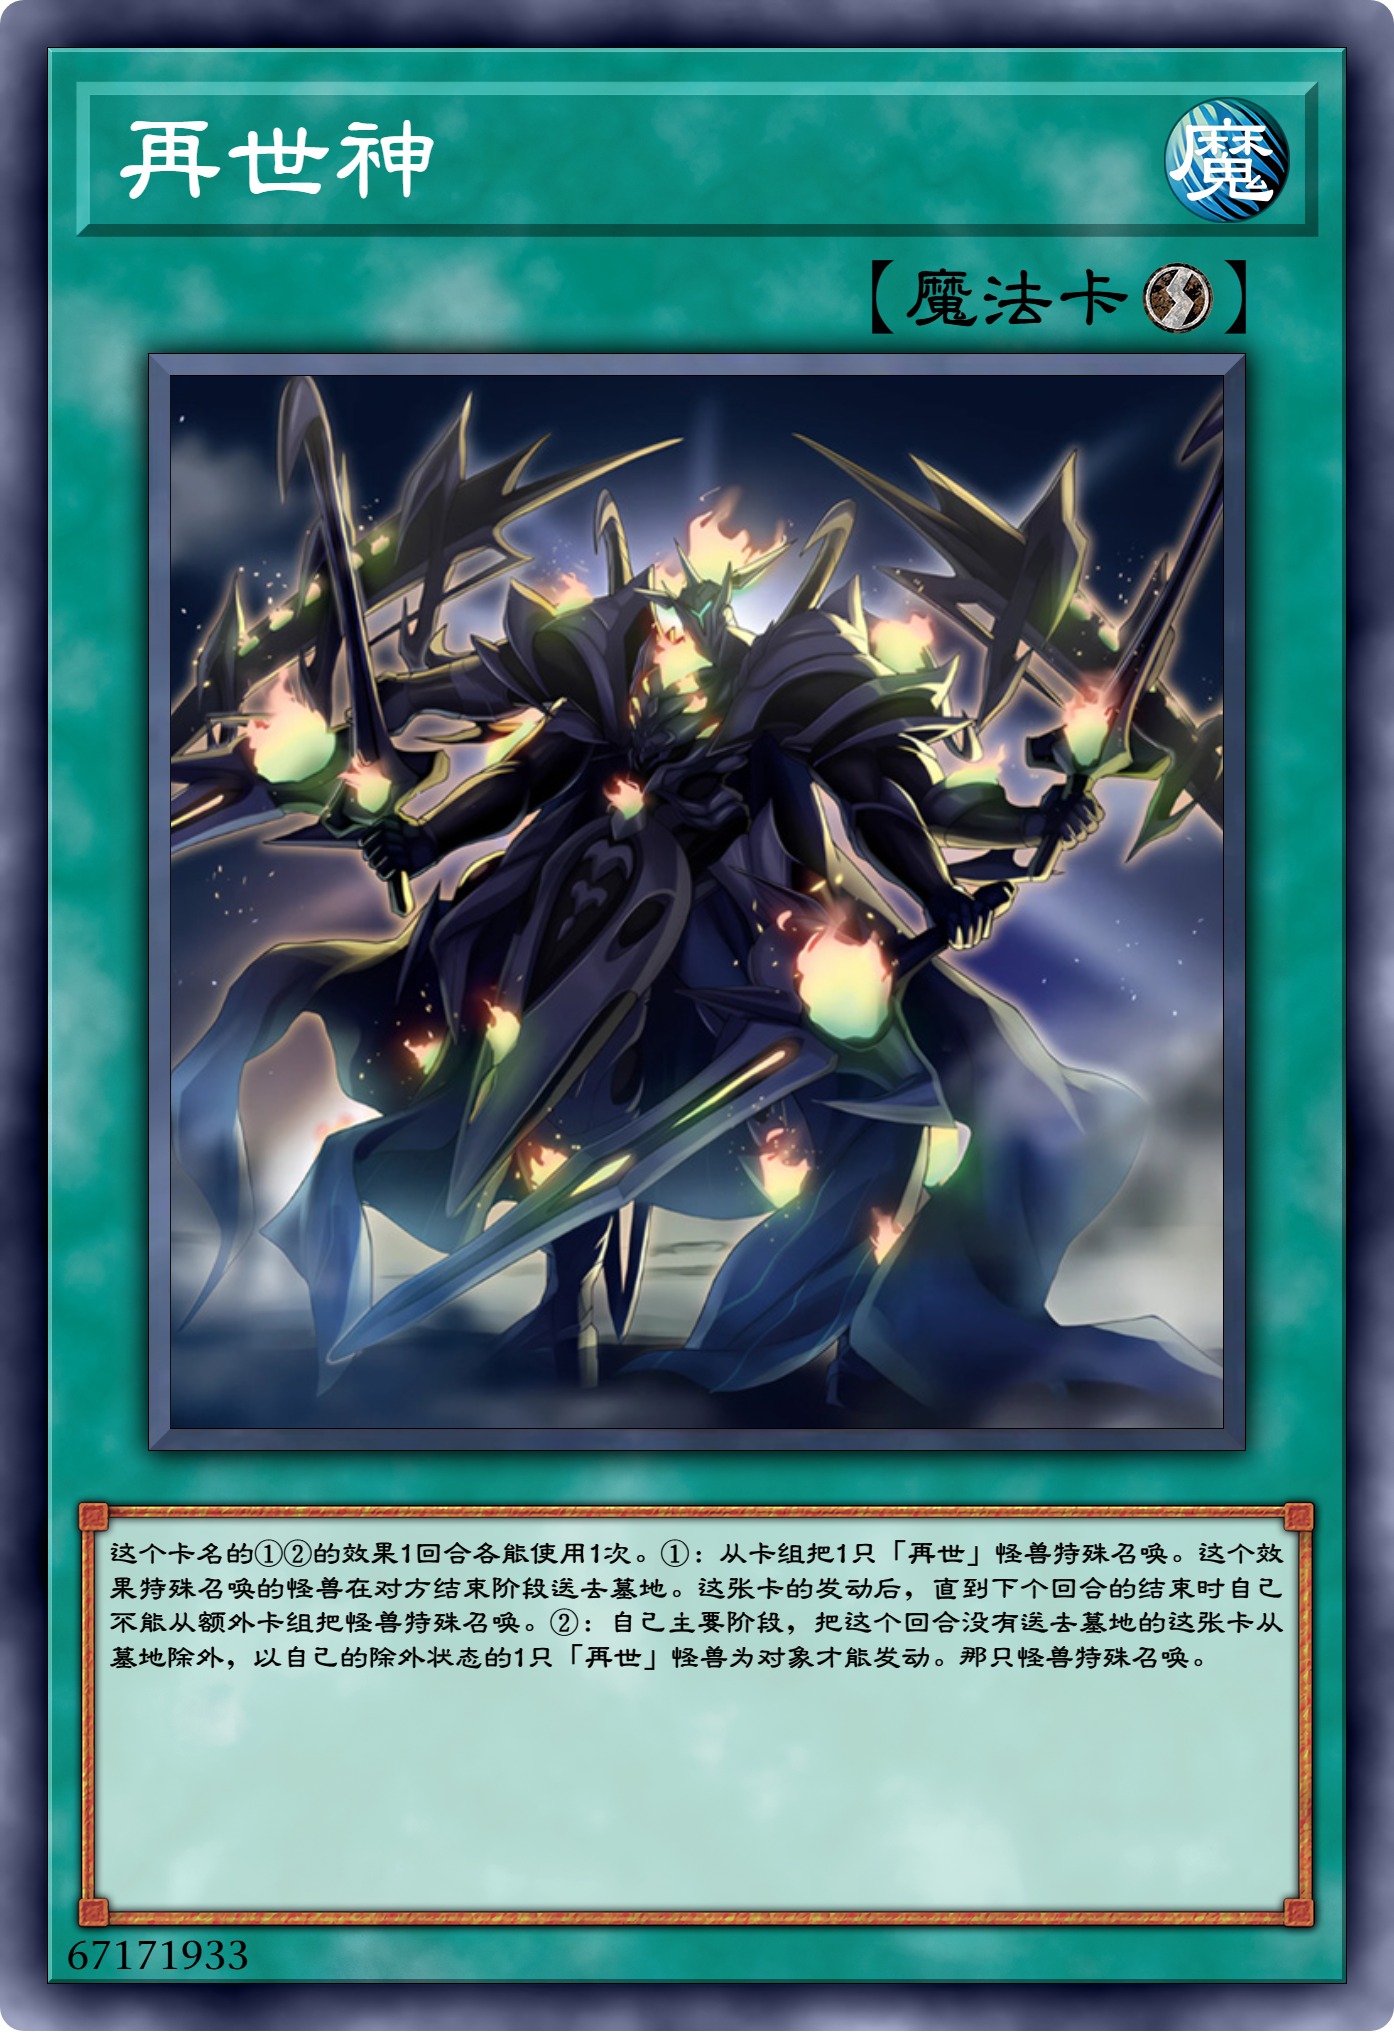 再世神
魔
【魔法卡】
这个卡名的①②的效果1回合各能使用1次。①：从卡组把1只「再世」怪兽特殊召唤。这个效
果特殊召唤的怪兽在对方结束阶段送去墓地。这张卡的发动后，直到下个回合的结束时自己
不能从额外卡组把怪兽特殊召唤。②：自己主要阶段，把这个回合没有送去墓地的这张卡从
墓地除外，以自己的除外状态的1只「再世」怪兽为对象才能发动。那只怪兽特殊召唤。
67171933